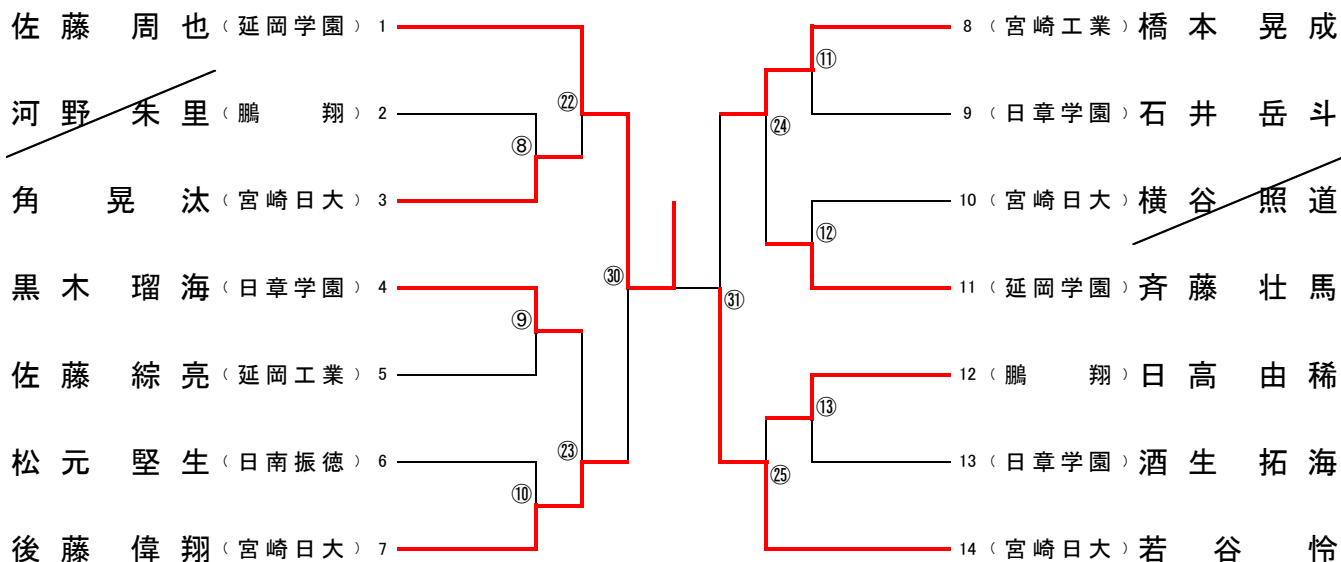 佐藤 周也（延岡学園）1
河野 朱里（鵬 翔）2
角 晃汰（宮崎日大）3
黒木 瑠海（日章学園）4
佐藤 綜亮（延岡工業）5
松元 堅生（日南振徳）6
後藤 偉翔（宮崎日大）7
㉒
⑧
㉚
⑨
㉓
⑩
8（宮崎工業）橋本 晃成
9（日章学園）石井 岳斗
10（宮崎日大）横谷 照道
11（延岡学園）斉藤 壮馬
12（鵬 翔）日高 由稀
13（日章学園）酒生 拓海
14（宮崎日大）若谷 怜
⑪
㉔
⑫
㉛
⑬
㉕